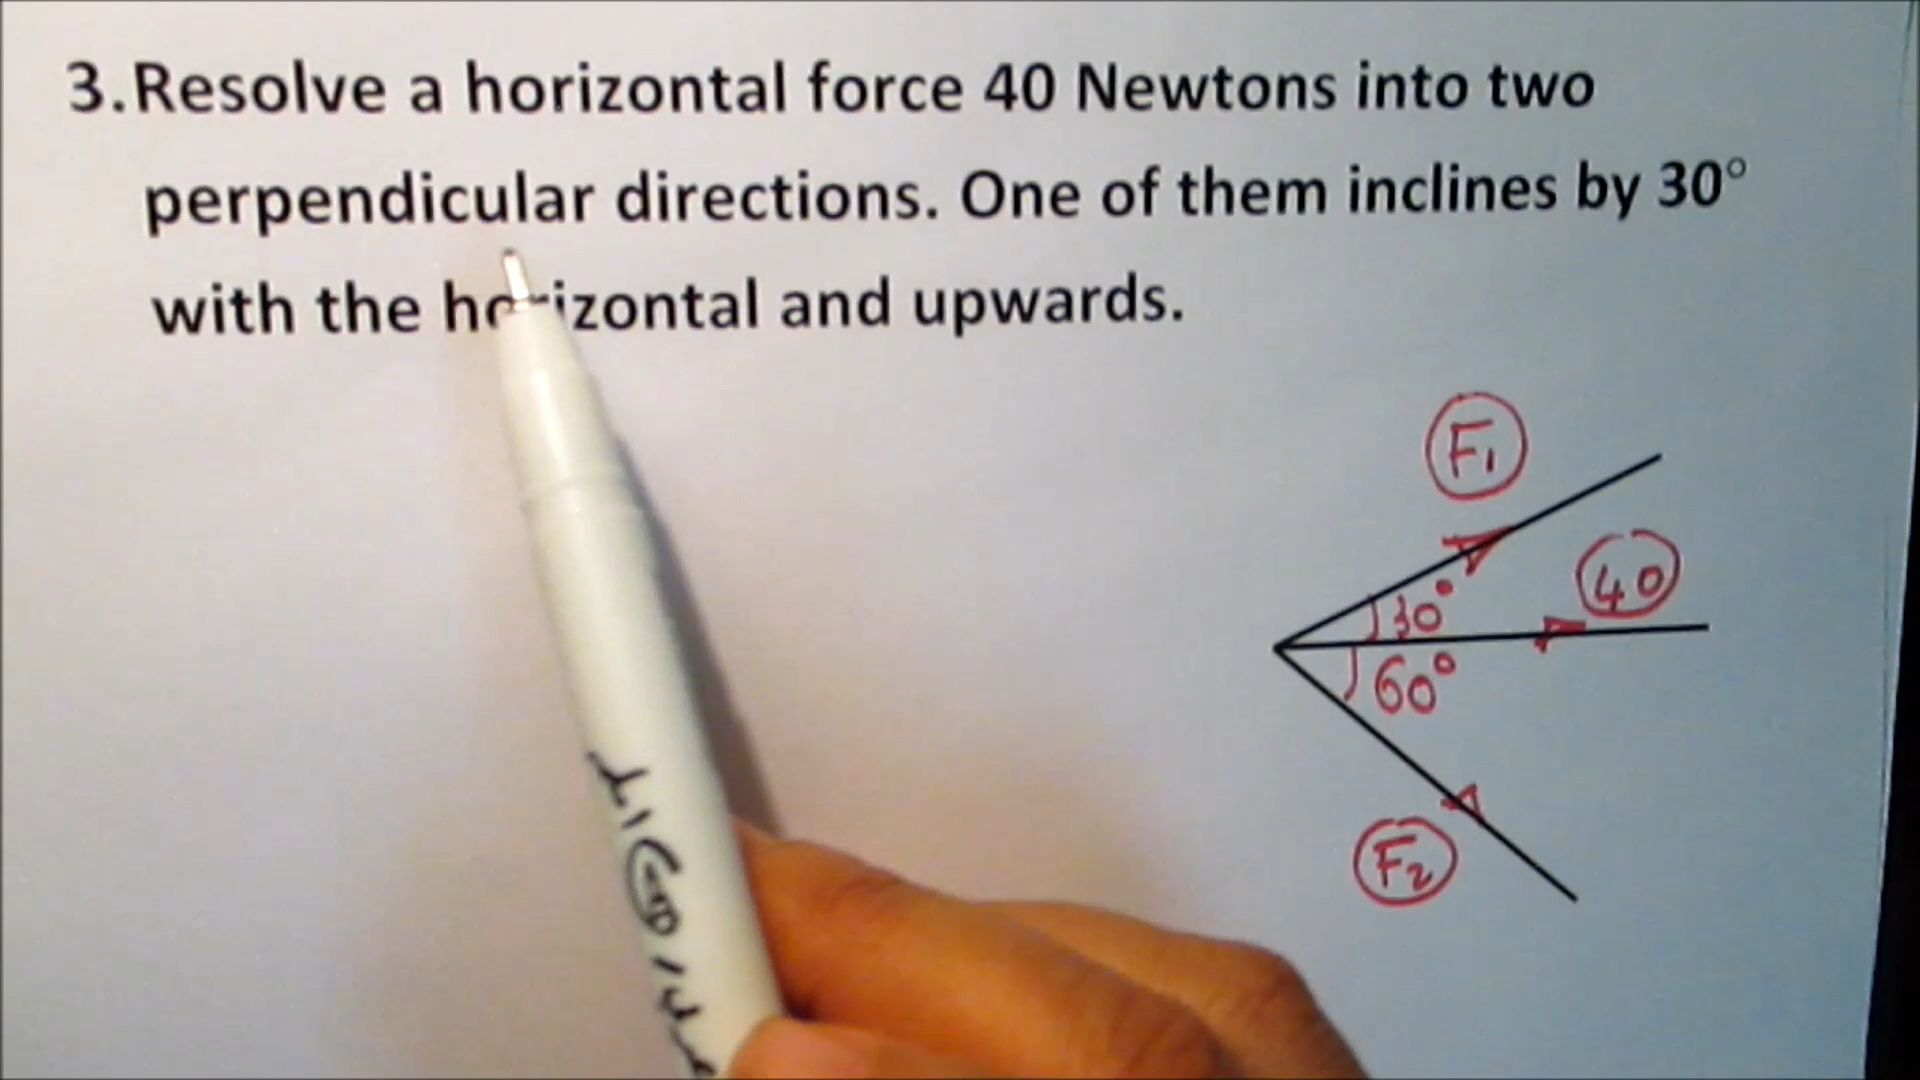 3. Resolve a horizontal force 40 Newtons into two
perpendicular directions. One of them inclines by 30°
with the horizontal and upwards.
F1
40
30°
60°
F2